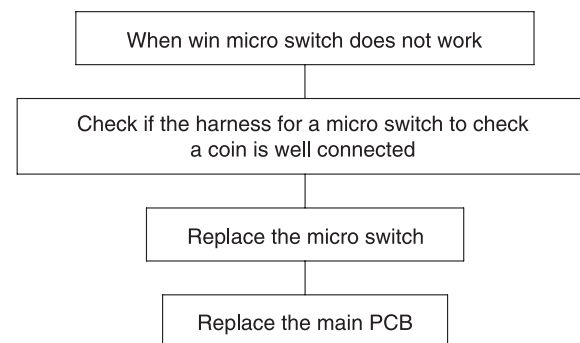 When win micro switch does not work
Check if the harness for a micro switch to check
a coin is well connected
Replace the micro switch
Replace the main PCB